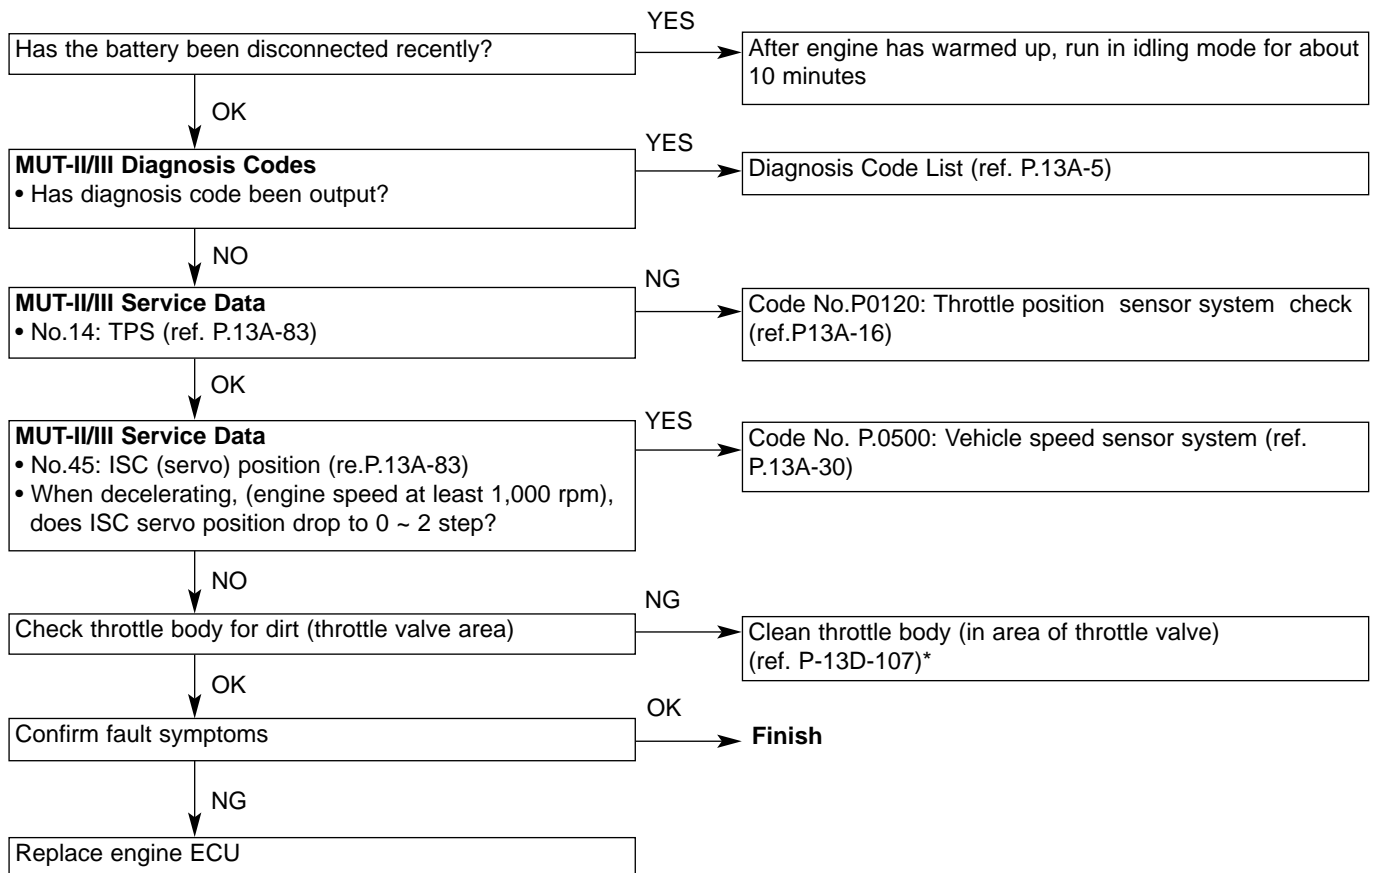 YES
Has the battery been disconnected recently?
After engine has warmed up, run in idling mode for about
10 minutes
OK
YES
MUT-II/III Diagnosis Codes
• Has diagnosis code been output?
Diagnosis Code List (ref. P.13A-5)
NO
NG
MUT-II/III Service Data
• No.14: TPS (ref. P.13A-83)
Code No.P0120: Throttle position sensor system check
(ref.P13A-16)
OK
YES
MUT-II/III Service Data
• No.45: ISC (servo) position (re.P.13A-83)
• When decelerating, (engine speed at least 1,000 rpm),
does ISC servo position drop to 0 ~ 2 step?
Code No. P.0500: Vehicle speed sensor system (ref.
P.13A-30)
NO
NG
Check throttle body for dirt (throttle valve area)
Clean throttle body (in area of throttle valve)
(ref. P-13D-107)*
OK
OK
Confirm fault symptoms
Finish
NG
Replace engine ECU